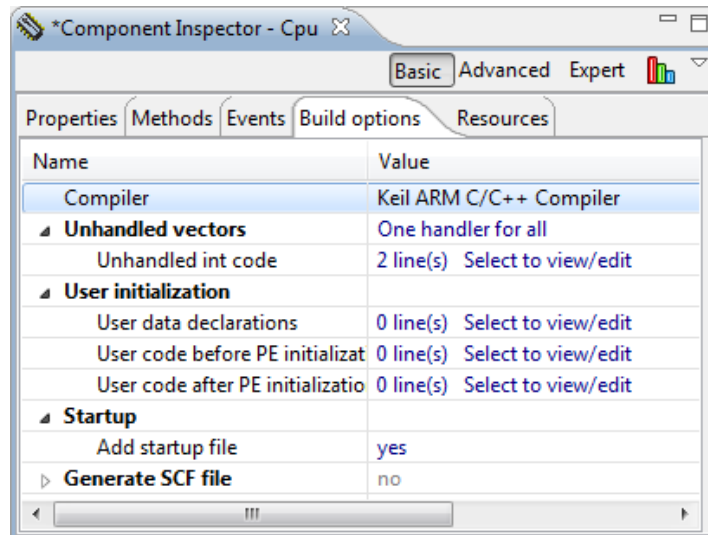 *Component Inspector - Cpu
Basic Advanced Expert
Properties Methods Events Build options Resources
Name Value
Compiler Keil ARM C/C++ Compiler
Unhandled vectors One handler for all
Unhandled int code 2 line(s) Select to view/edit
User initialization
User data declarations 0 line(s) Select to view/edit
User code before PE initializat 0 line(s) Select to view/edit
User code after PE initializatio 0 line(s) Select to view/edit
Startup
Add startup file yes
Generate SCF file no